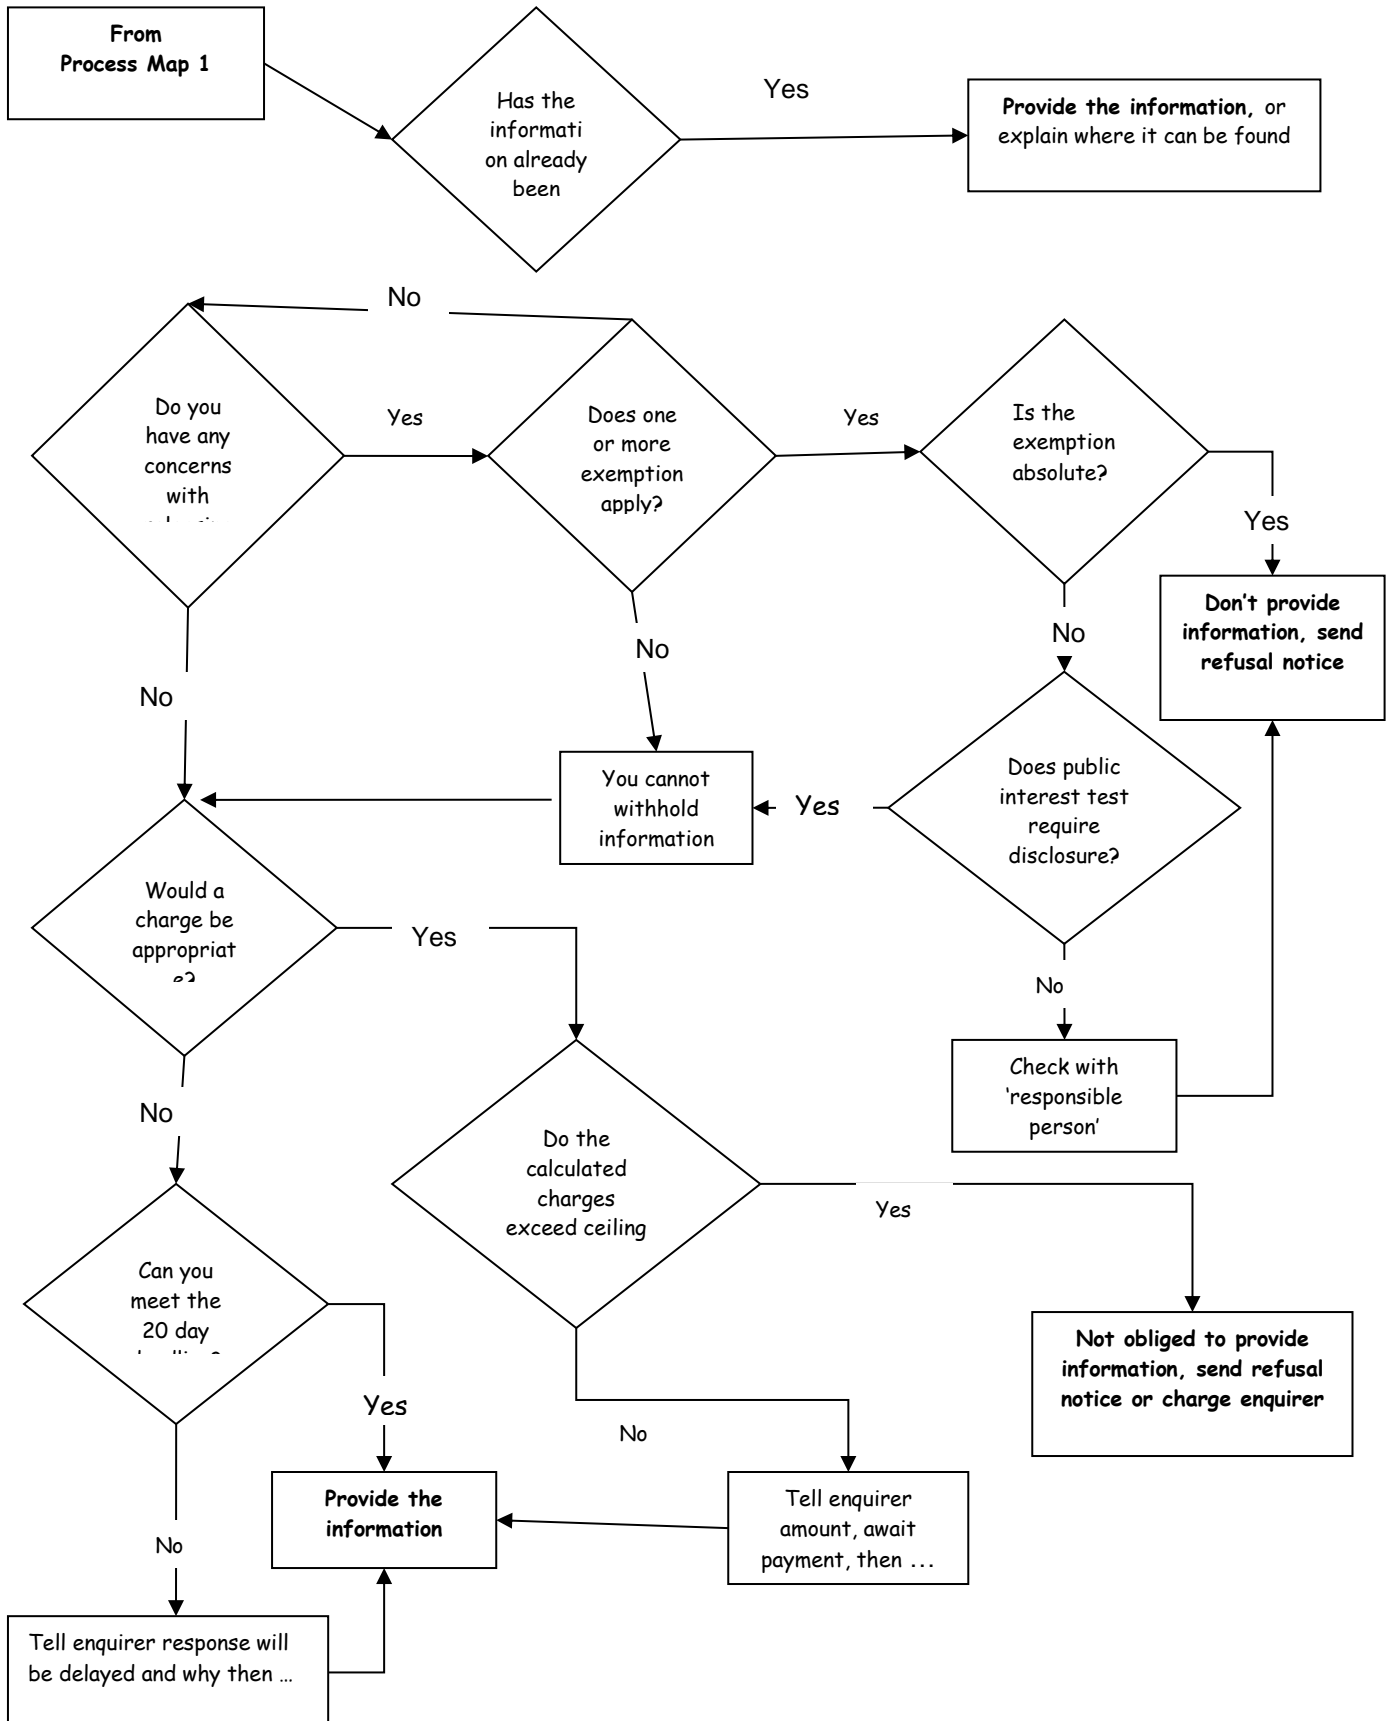 From
Process Map 1
Has the
informati
on already
been
Yes
Provide the information, or
explain where it can be found
No
Do you
have any
concerns
with
Yes
Does one
or more
exemption
apply?
Yes
Is the
exemption
absolute?
Yes
Don't provide
information, send
refusal notice
No
No
No
You cannot
withhold
information
Yes
Does public
interest test
require
disclosure?
Would a
charge be
appropriat
e?
Yes
No
Check with
'responsible
person'
No
Do the
calculated
charges
exceed ceiling
Yes
Can you
meet the
20 day
Yes
Not obliged to provide
information, send refusal
notice or charge enquirer
No
Provide the
information
Tell enquirer
amount, await
payment, then ...
No
Tell enquirer response will
be delayed and why then ...